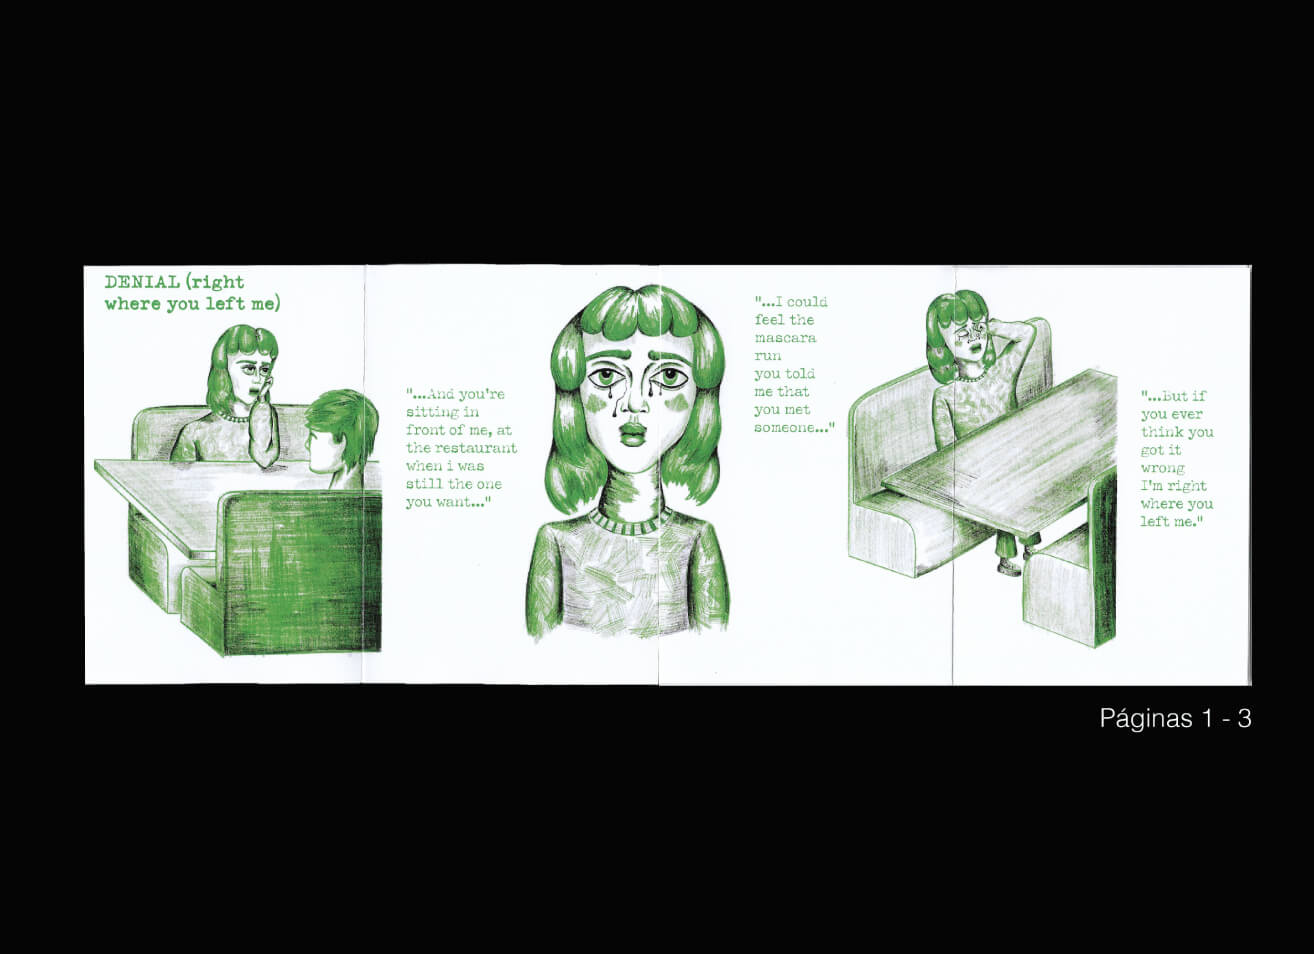 DENIAL (right
where you left me)
"...And you're
sitting in
front of me, at
the restaurant
when i was
still the one
you want..."
"...I could
feel the
mascara
run
you told
me that
you met
someone..."
"...But if
you ever
think you
got it
wrong
I'm right
where you
left me."
Páginas 1 - 3